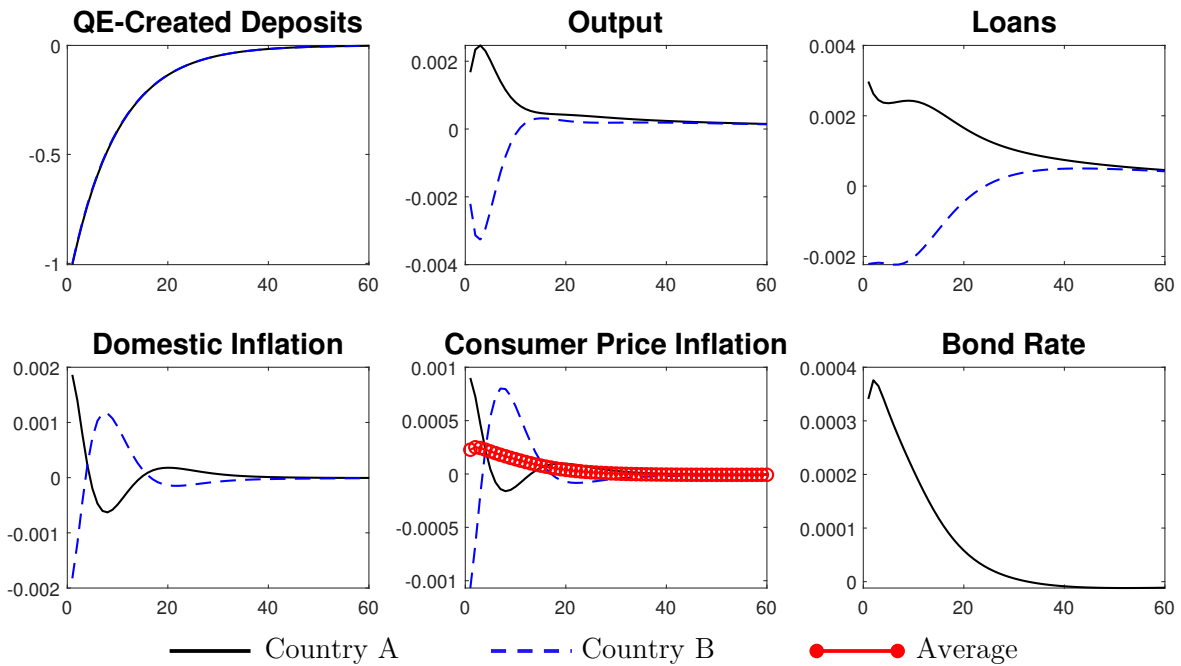 QE-Created Deposits
0
-0.5
-1
0 20 40 60
Output
0.002
0
-0.002
-0.004
0 20 40 60
Loans
0.004
0.002
0
-0.002
0 20 40 60
Domestic Inflation
0.002
0.001
0
-0.001
-0.002
0 20 40 60
Consumer Price Inflation
0.001
0.0005
0
-0.0005
-0.001
0 20 40 60
Bond Rate
0.0004
0.0003
0.0002
0.0001
0
0 20 40 60
Country A Country B Average